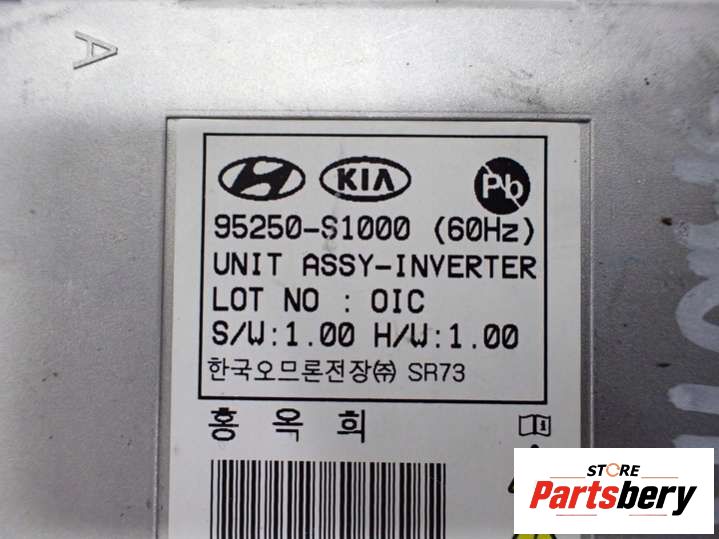 A
KIA Pb
95250-S1000 (60Hz)
UNIT ASSY-INVERTER
LOT NO : OIC
S/W:1.00 H/W:1.00
한국오므론전장㈜ SR73
홍 옥 희
STORE
Partsbery